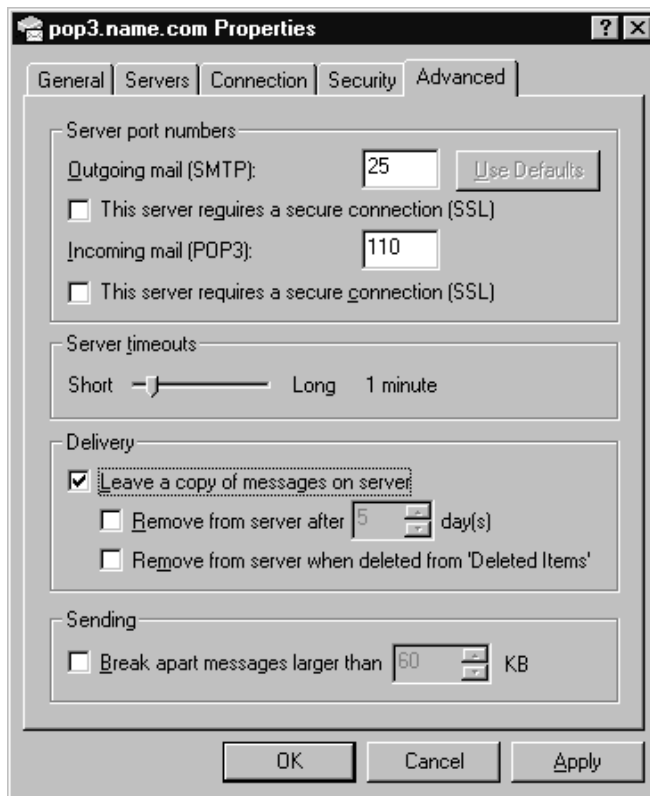 pop3.name.com Properties
General Servers Connection Security Advanced
Server port numbers
Outgoing mail (SMTP): 25 Use Defaults
This server requires a secure connection (SSL)
Incoming mail (POP3): 110
This server requires a secure connection (SSL)
Server timeouts
Short Long 1 minute
Delivery
Leave a copy of messages on server
Remove from server after 5 day(s)
Remove from server when deleted from 'Deleted Items'
Sending
Break apart messages larger than 60 KB
OK Cancel Apply